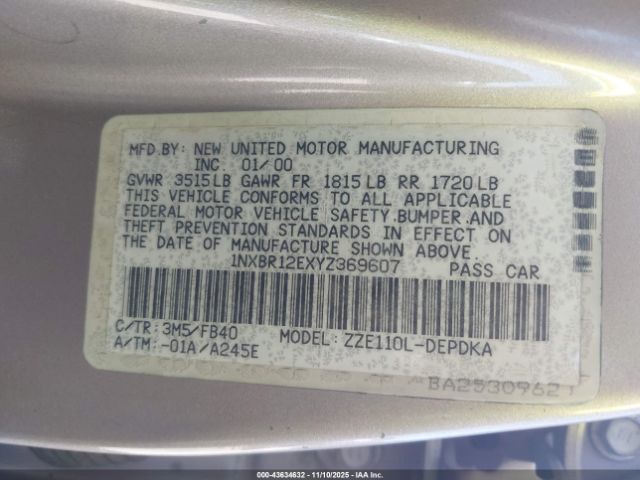 MFD.BY: NEW UNITED MOTOR MANUFACTURING
INC. 01/00
GVWR 3515LB GAWR FR 1815LB RR 1720LB
THIS VEHICLE CONFORMS TO ALL APPLICABLE
FEDERAL MOTOR VEHICLE SAFETY,BUMPER,AND
THEFT PREVENTION STANDARDS IN EFFECT ON
THE DATE OF MANUFACTURE SHOWN ABOVE.
1NXBR12EXYZ369607 PASS CAR
C/TR: 3M5/FB40 MODEL: ZZE110L-DEPDKA
A/TM:-01A/A245E
BA2530962
000-43634632 - 11/10/2025 - IAA Inc.